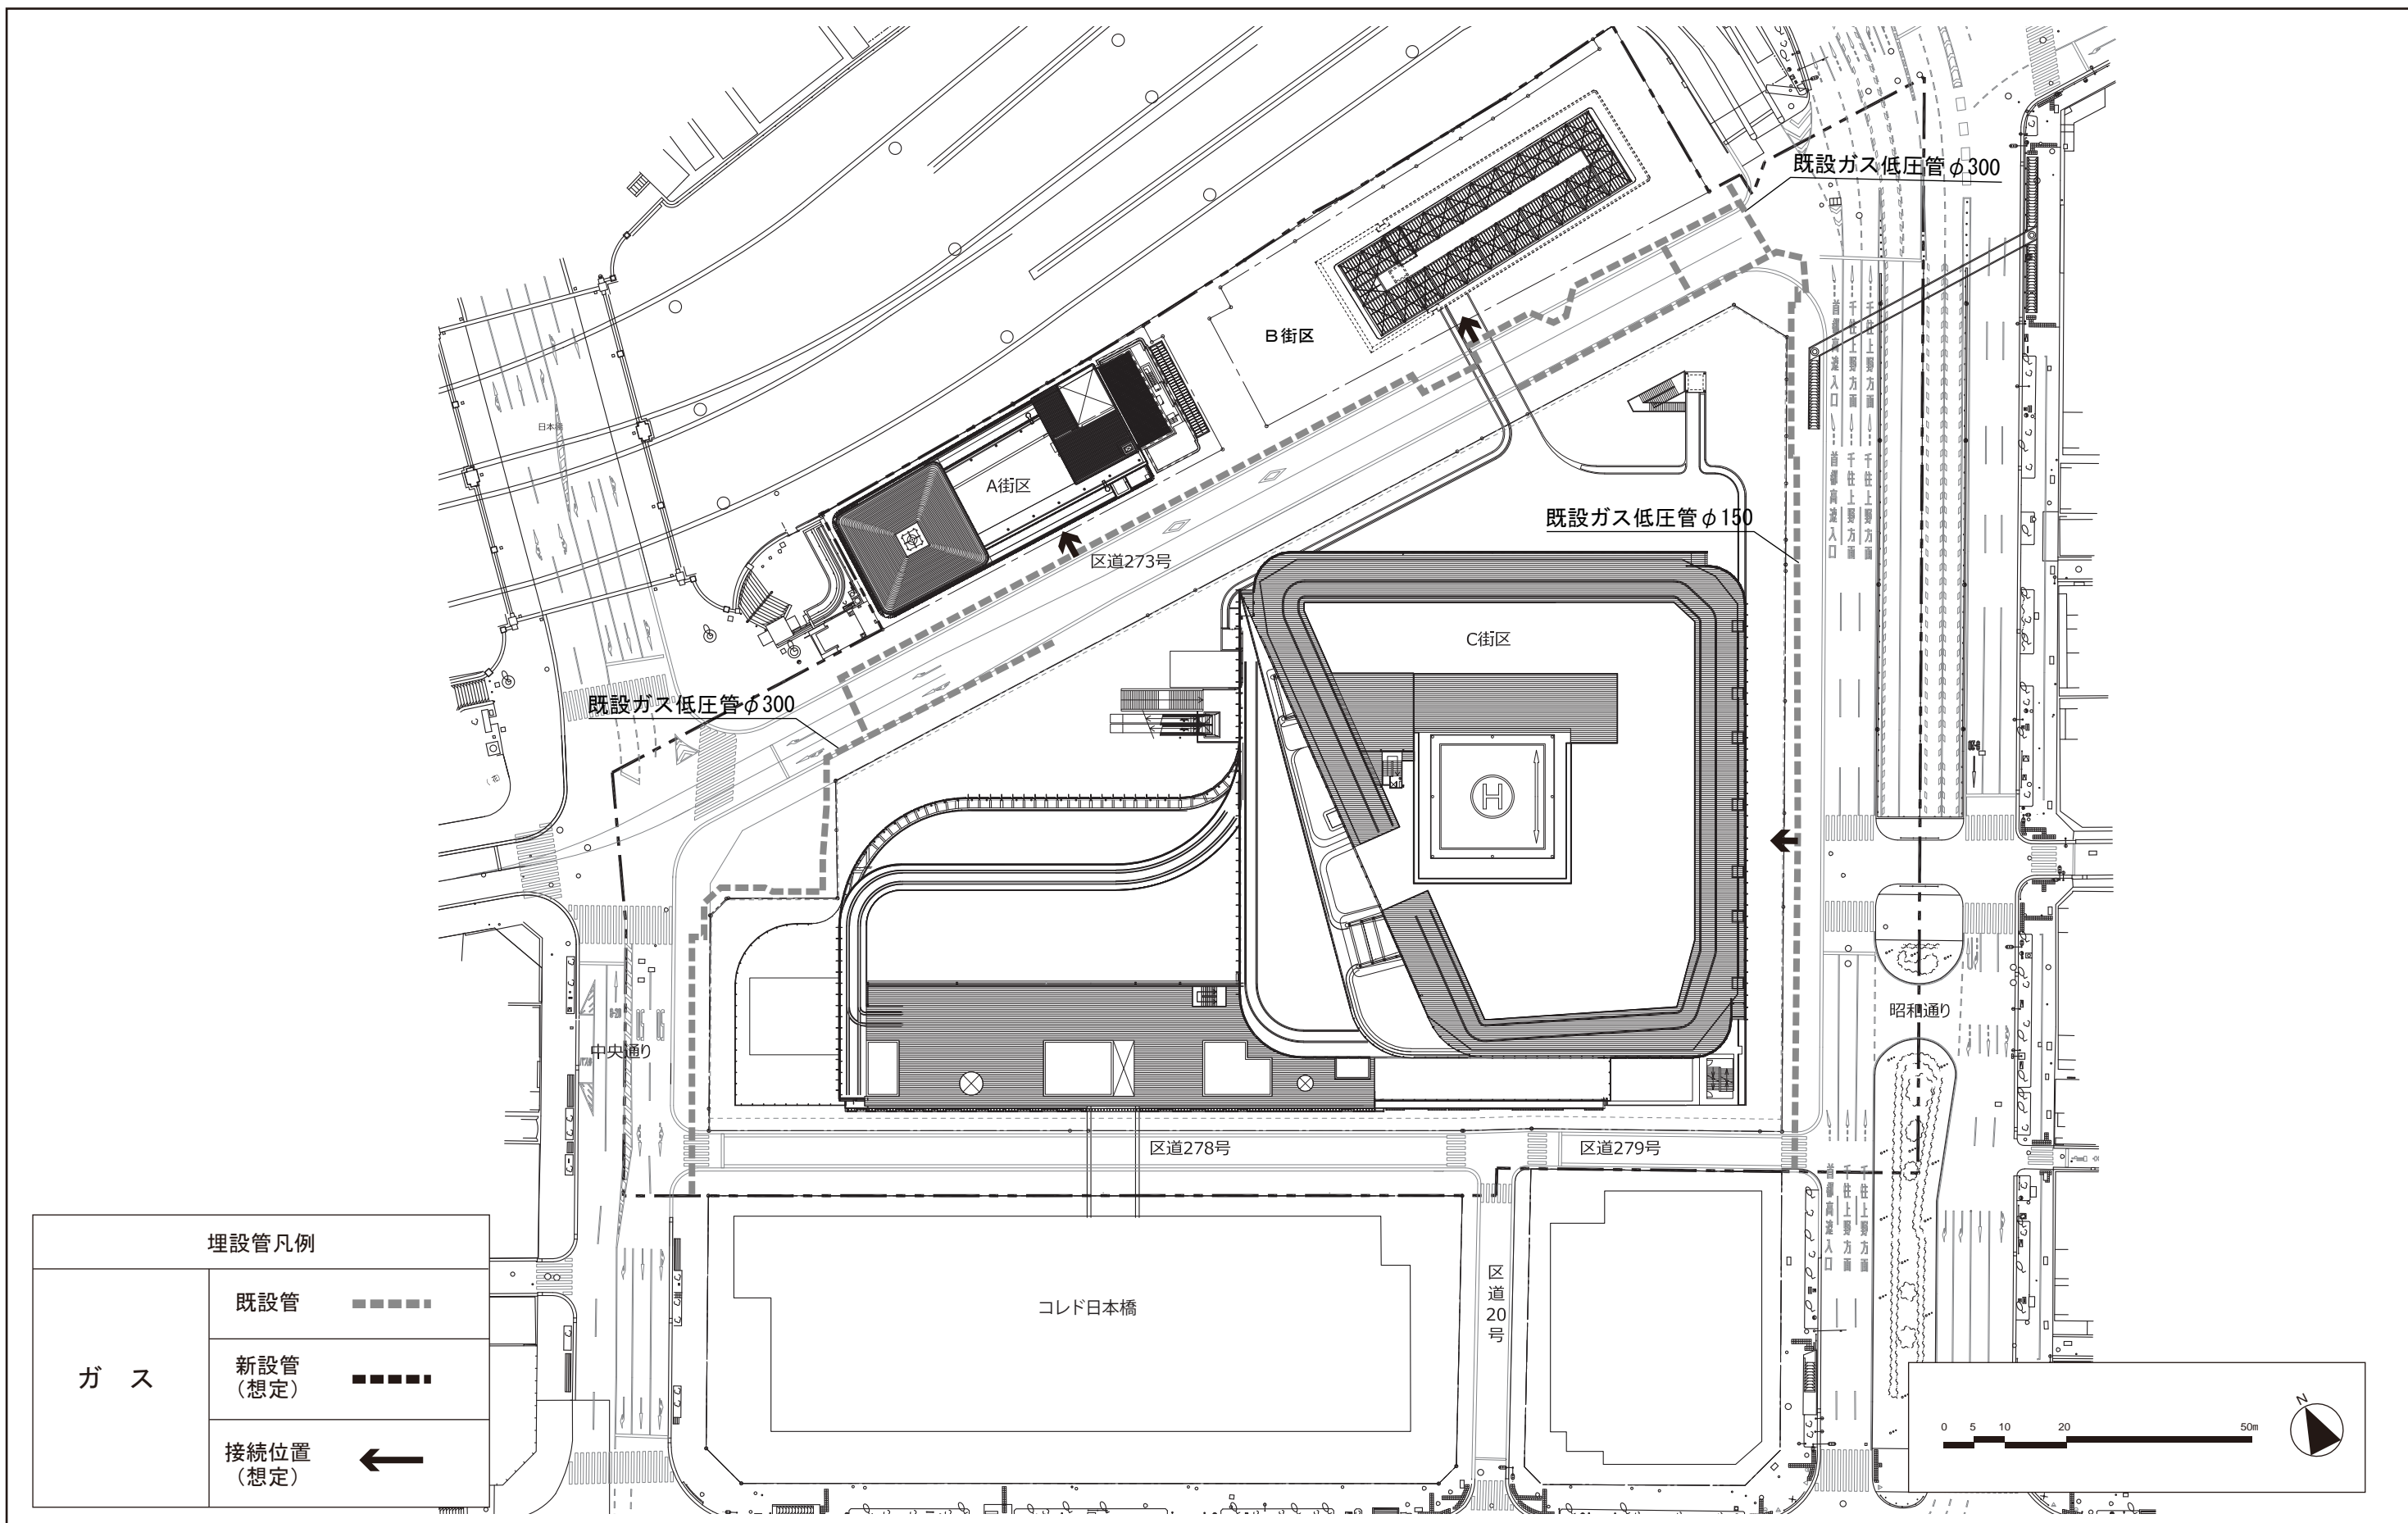 既設ガス低圧管φ300
B街区
日本橋
A街区
既設ガス低圧管φ150
区道273号
C街区
既設ガス低圧管φ300
首都高速入口
千住上野方面
千住上野方面
首都高速入口
千住上野方面
千住上野方面
H
昭和通り
中央通り
区道278号
区道279号
首都高速入口
千住上野方面
千住上野方面
コレド日本橋
区道20号
埋設管凡例
ガス
既設管
新設管
(想定)
接続位置
(想定)
0 5 10 20 50m
N